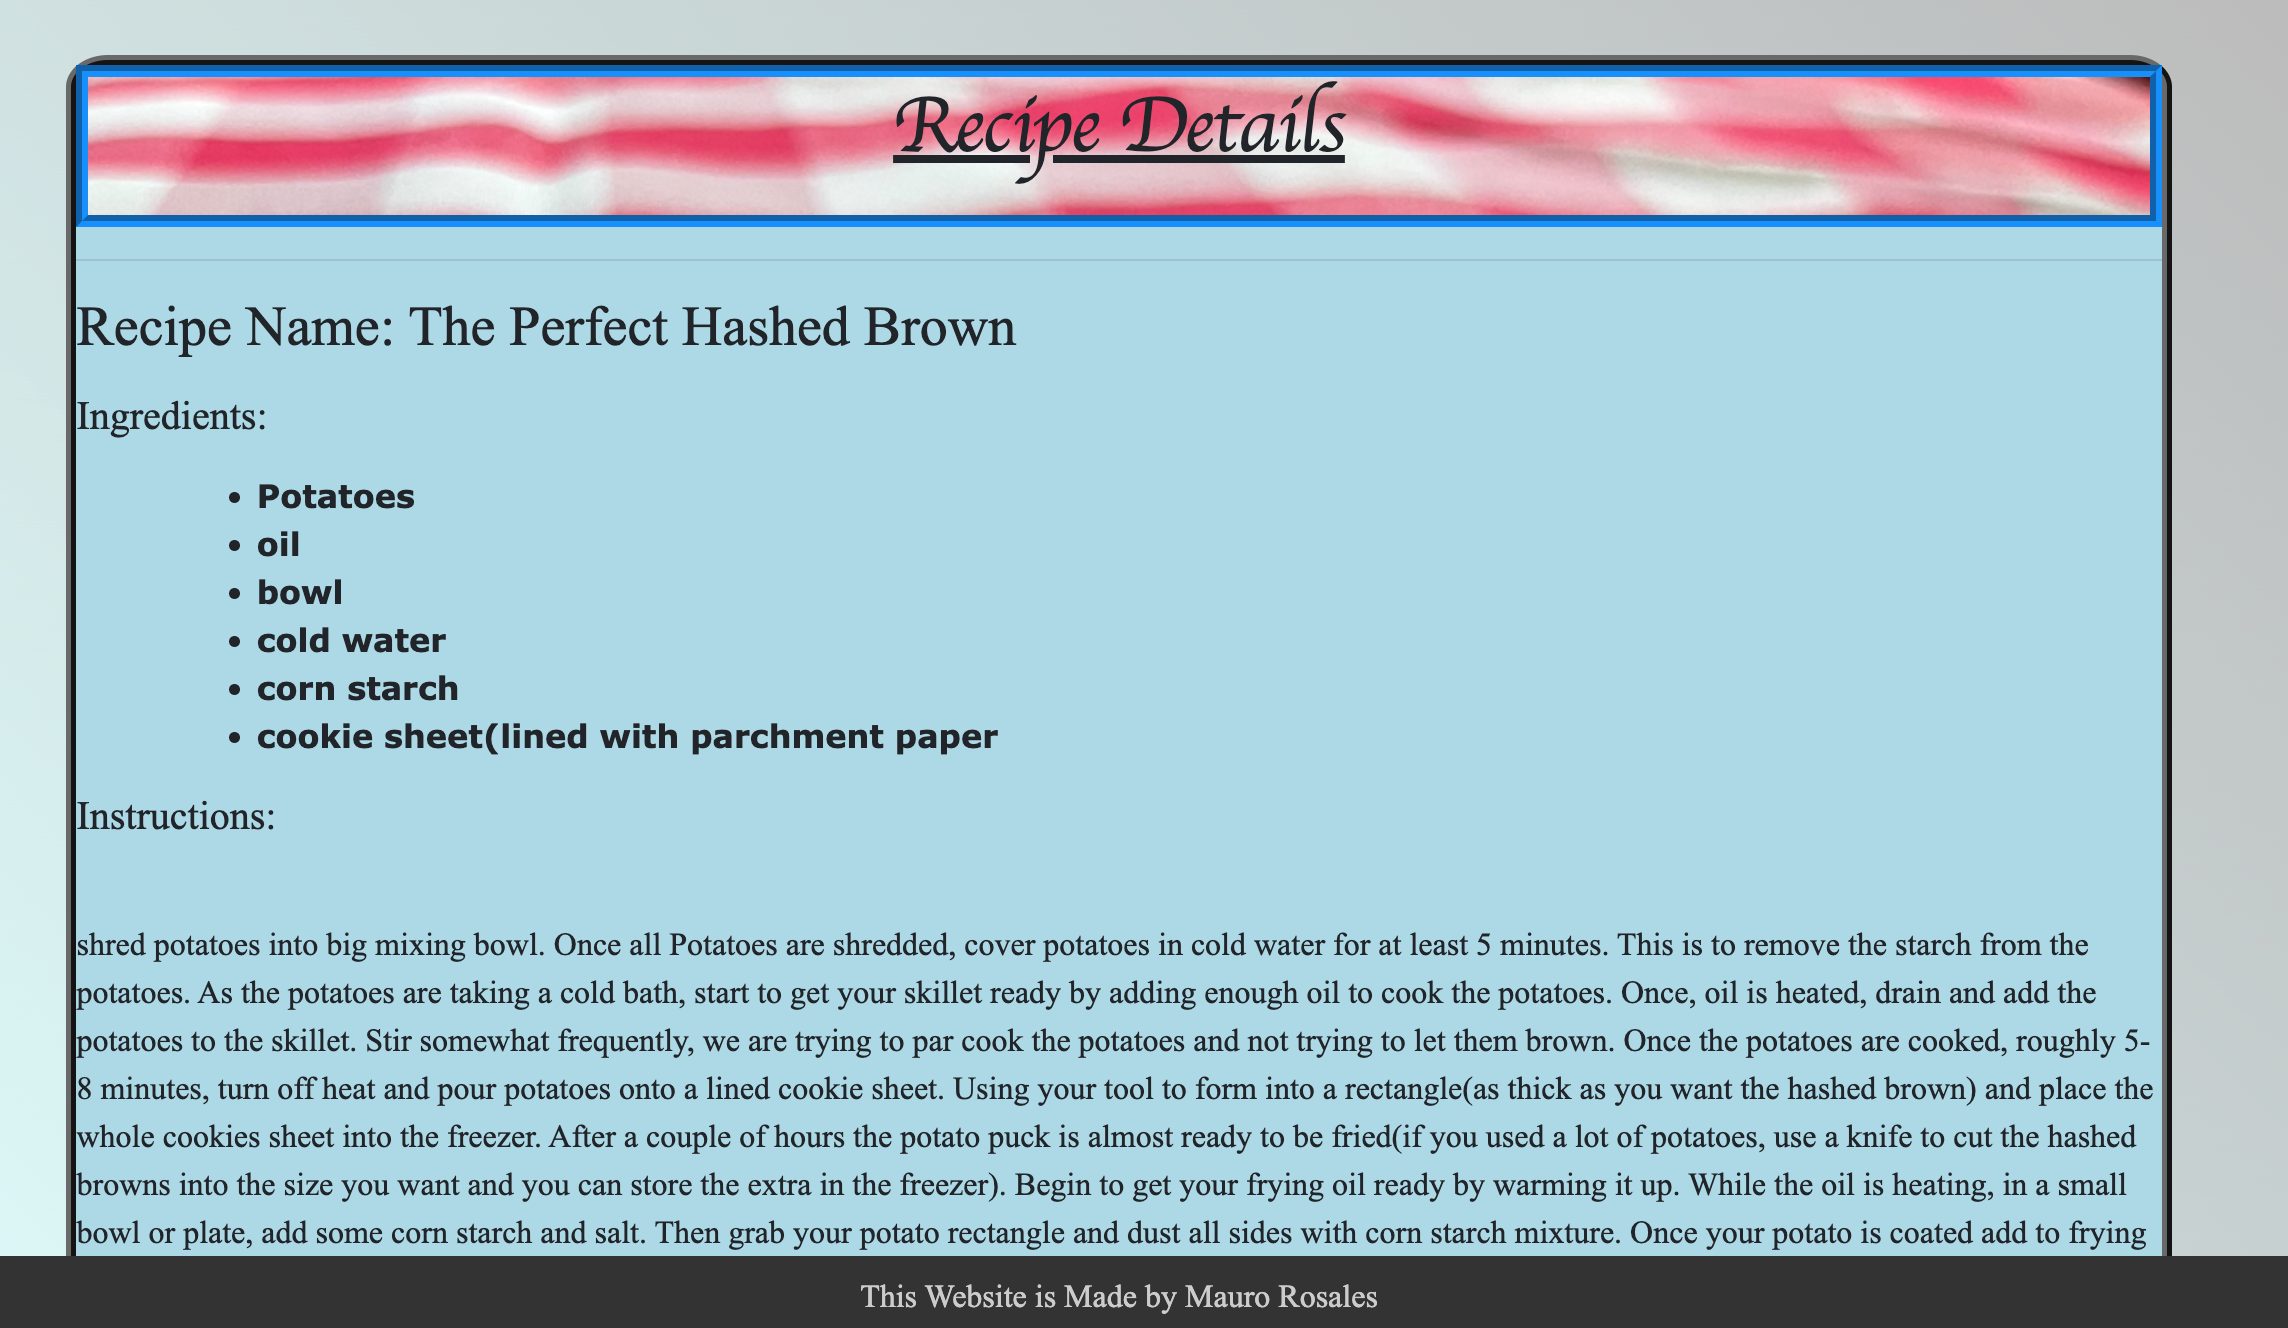 Recipe Details
Recipe Name: The Perfect Hashed Brown
Ingredients:
• Potatoes
• oil
• bowl
• cold water
• corn starch
• cookie sheet(lined with parchment paper
Instructions:
shred potatoes into big mixing bowl. Once all Potatoes are shredded, cover potatoes in cold water for at least 5 minutes. This is to remove the starch from the
potatoes. As the potatoes are taking a cold bath, start to get your skillet ready by adding enough oil to cook the potatoes. Once, oil is heated, drain and add the
potatoes to the skillet. Stir somewhat frequently, we are trying to par cook the potatoes and not trying to let them brown. Once the potatoes are cooked, roughly 5-
8 minutes, turn off heat and pour potatoes onto a lined cookie sheet. Using your tool to form into a rectangle(as thick as you want the hashed brown) and place the
whole cookies sheet into the freezer. After a couple of hours the potato puck is almost ready to be fried(if you used a lot of potatoes, use a knife to cut the hashed
browns into the size you want and you can store the extra in the freezer). Begin to get your frying oil ready by warming it up. While the oil is heating, in a small
bowl or plate, add some corn starch and salt. Then grab your potato rectangle and dust all sides with corn starch mixture. Once your potato is coated add to frying
This Website is Made by Mauro Rosales